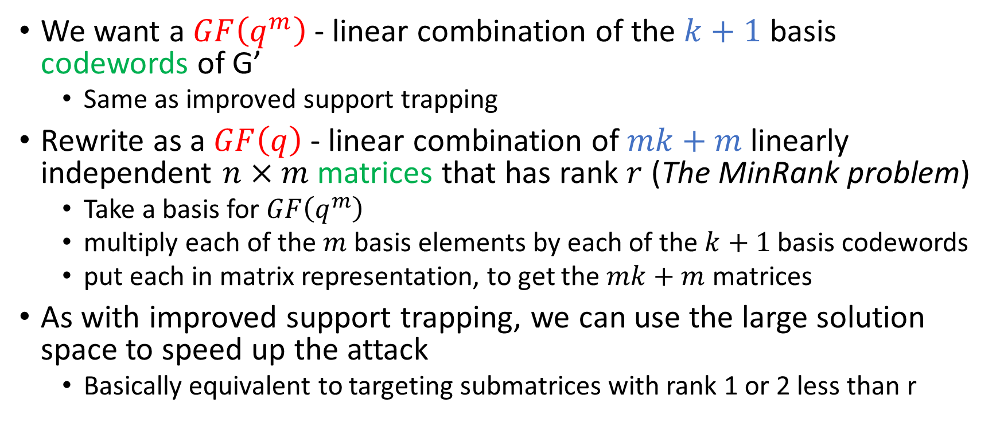 • We want a GF(q^m) - linear combination of the k + 1 basis
codewords of G’
• Same as improved support trapping
• Rewrite as a GF(q) - linear combination of mk + m linearly
independent n × m matrices that has rank r (The MinRank problem)
• Take a basis for GF(q^m)
• multiply each of the m basis elements by each of the k + 1 basis codewords
• put each in matrix representation, to get the mk + m matrices
• As with improved support trapping, we can use the large solution
space to speed up the attack
• Basically equivalent to targeting submatrices with rank 1 or 2 less than r